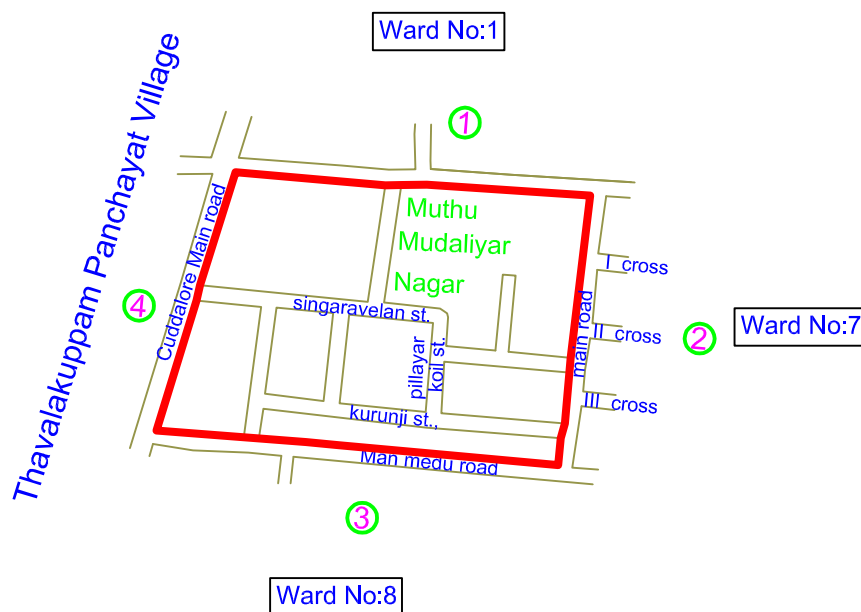 Ward No:1
1
Thavalakuppam Panchayat Village
Cuddalore Main road
Muthu
Mudaliyar
Nagar
I cross
4
singaravelan st.
main road
II cross
2
Ward No:7
pillayar
koil st.
III cross
kurunji st.,
Man medu road
3
Ward No:8